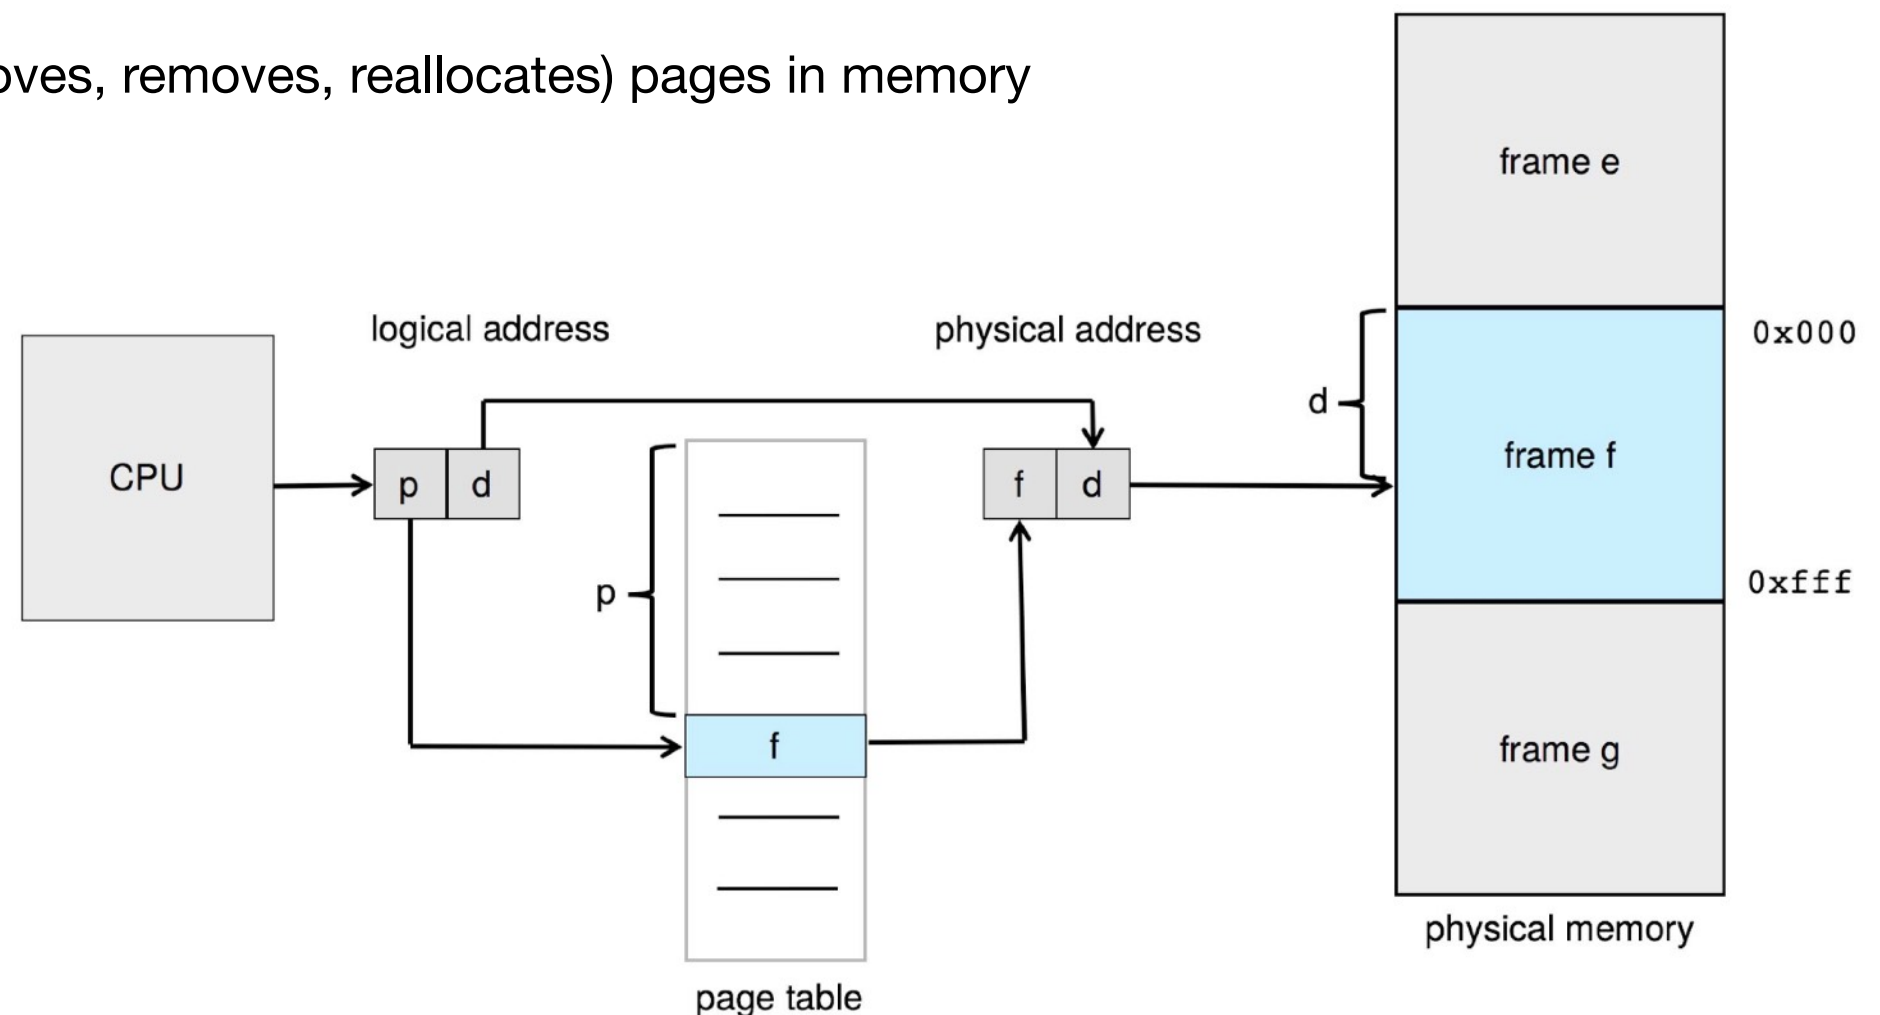 oves, removes, reallocates) pages in memory
frame e
logical address
physical address
0x000
CPU
p
d
f
d
d
frame f
p
0xfff
f
frame g
physical memory
page table